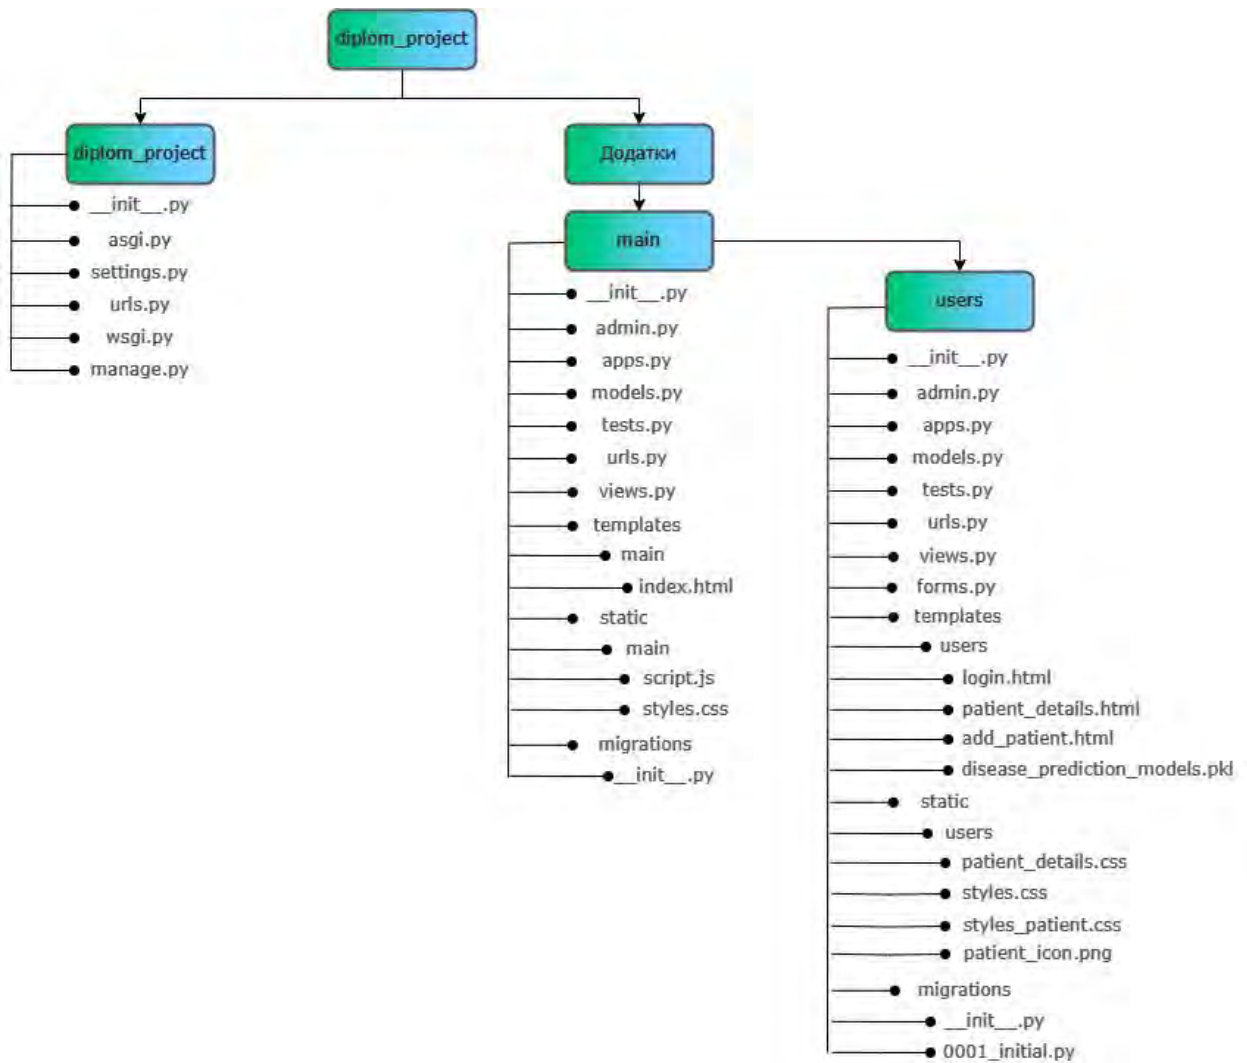 diplom_project
diplom_project
__init__.py
asgi.py
settings.py
urls.py
wsgi.py
manage.py
Додатки
main
__init__.py
admin.py
apps.py
models.py
tests.py
urls.py
views.py
templates
main
index.html
static
main
script.js
styles.css
migrations
__init__.py
users
__init__.py
admin.py
apps.py
models.py
tests.py
urls.py
views.py
forms.py
templates
users
login.html
patient_details.html
add_patient.html
disease_prediction_models.pkl
static
users
patient_details.css
styles.css
styles_patient.css
patient_icon.png
migrations
__init__.py
0001_initial.py